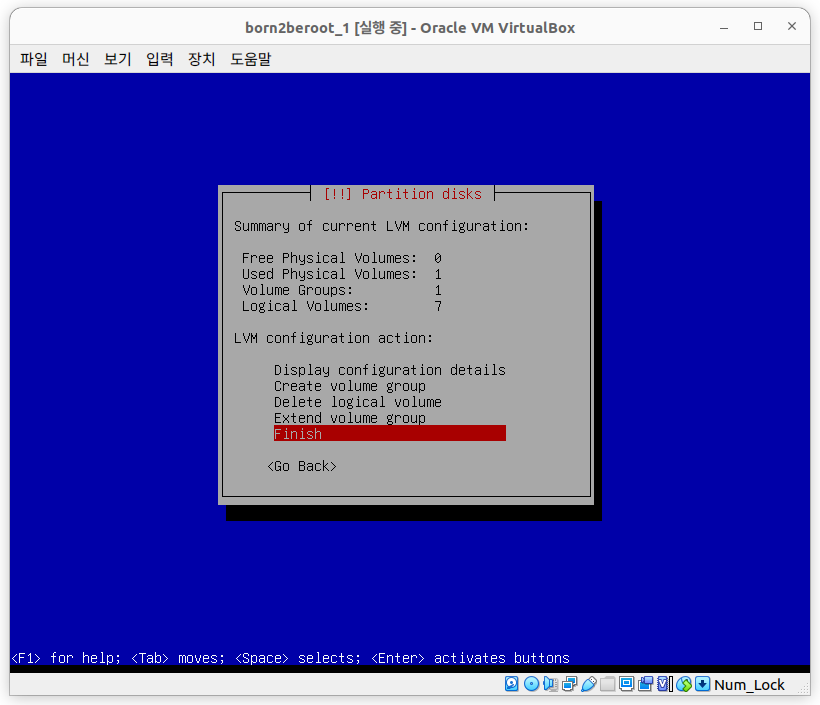 born2beroot_1 [실행 중] - Oracle VM VirtualBox
파일 머신 보기 입력 장치 도움말
[!!] Partition disks
Summary of current LVM configuration:
Free Physical Volumes: 0
Used Physical Volumes: 1
Volume Groups: 1
Logical Volumes: 7
LVM configuration action:
Display configuration details
Create volume group
Delete logical volume
Extend volume group
Finish
<Go Back>
<F1> for help; <Tab> moves; <Space> selects; <Enter> activates buttons
Num_Lock